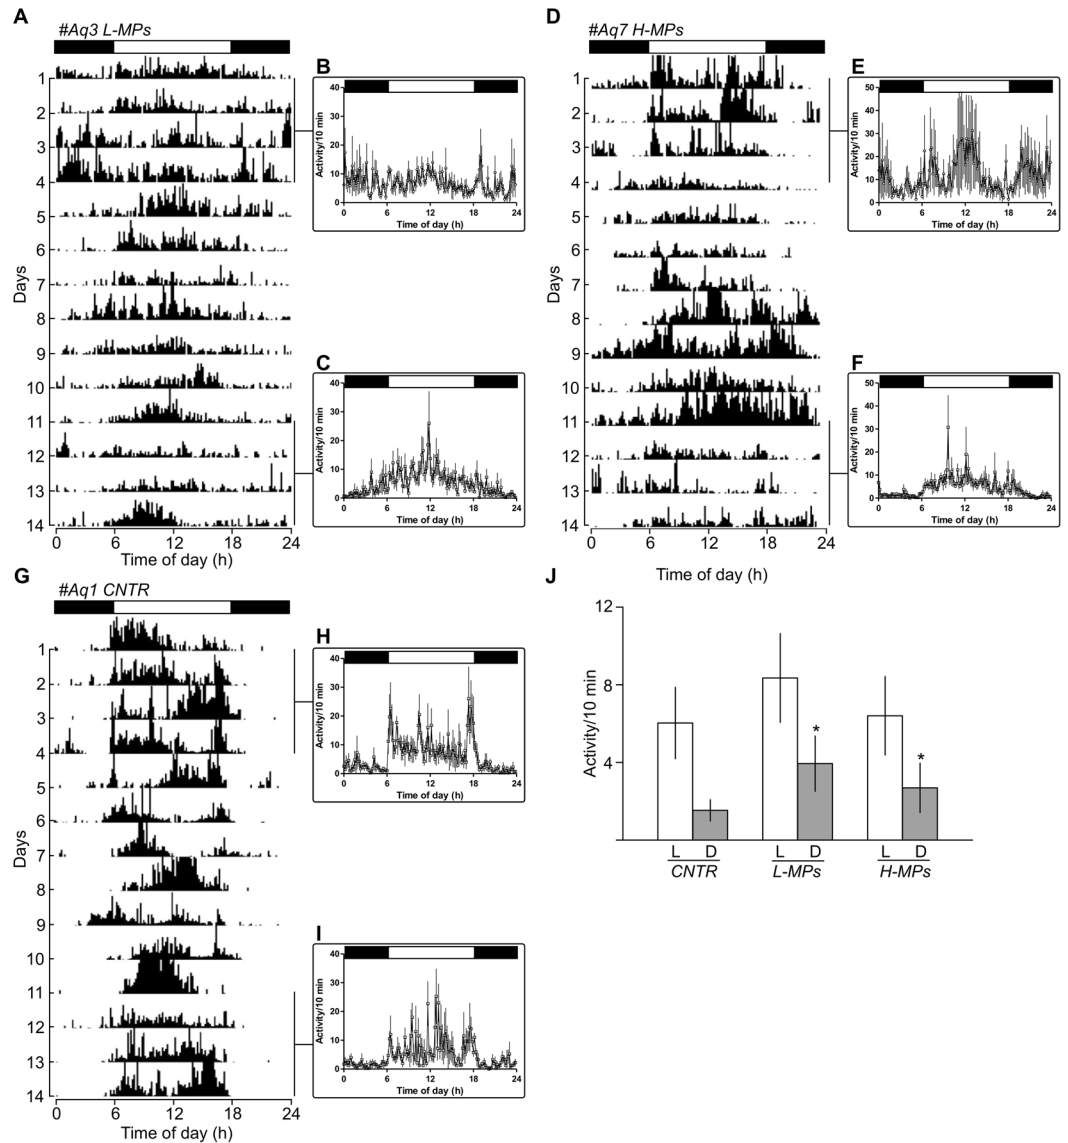 A
#Aq3 L-MPs
1
2
3
4
5
6
7
8
9
10
11
12
13
14
Days
0 6 12 18 24
Time of day (h)
B
40
30
20
10
0
Activity/10 min
0 6 12 18 24
Time of day (h)
C
40
30
20
10
0
Activity/10 min
0 6 12 18 24
Time of day (h)
D
#Aq7 H-MPs
1
2
3
4
5
6
7
8
9
10
11
12
13
14
Days
0 6 12 18 24
Time of day (h)
E
50
40
30
20
10
0
Activity/10 min
0 6 12 18 24
Time of day (h)
F
50
40
30
20
10
0
Activity/10 min
0 6 12 18 24
Time of day (h)
G
#Aq1 CNTR
1
2
3
4
5
6
7
8
9
10
11
12
13
14
Days
0 6 12 18 24
Time of day (h)
H
40
30
20
10
0
Activity/10 min
0 6 12 18 24
Time of day (h)
I
40
30
20
10
0
Activity/10 min
0 6 12 18 24
Time of day (h)
J
12
8
4
Activity/10 min
* *
L D L D L D
CNTR L-MPs H-MPs